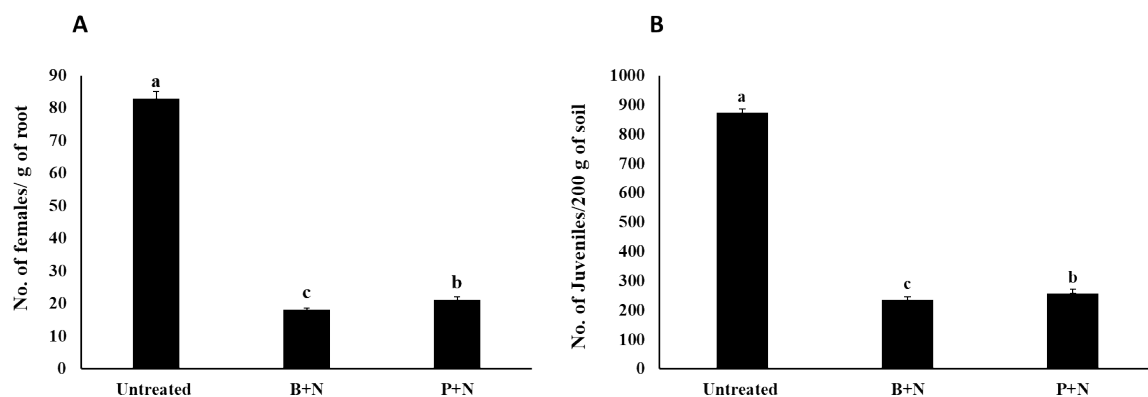 A
No. of females/ g of root
90
80
70
60
50
40
30
20
10
0
a
c
b
Untreated
B+N
P+N
B
No. of Juveniles/200 g of soil
1000
900
800
700
600
500
400
300
200
100
0
a
c
b
Untreated
B+N
P+N